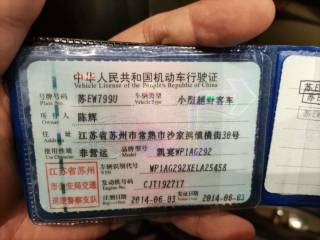 中华人民共和国机动车行驶证
Vehicle License of the People's Republic of China
号牌号码 苏EW799U 车辆类型 小型越野客车
Plate No. Vehicle Type
所有人 陈辉
Owner
住址 江苏省苏州市常熟市沙家浜镇横街38号
Address
使用性质 非营运 品牌型号 凯宴WP1AG292
Use Character Model
江苏省苏州 车辆识别代号 WP1AG292XELA25458
VIN
市公安局交通 发动机号码 CJT192717
Engine No.
巡逻警察支队 注册日期 2014-06-03 发证日期 2014-06-03